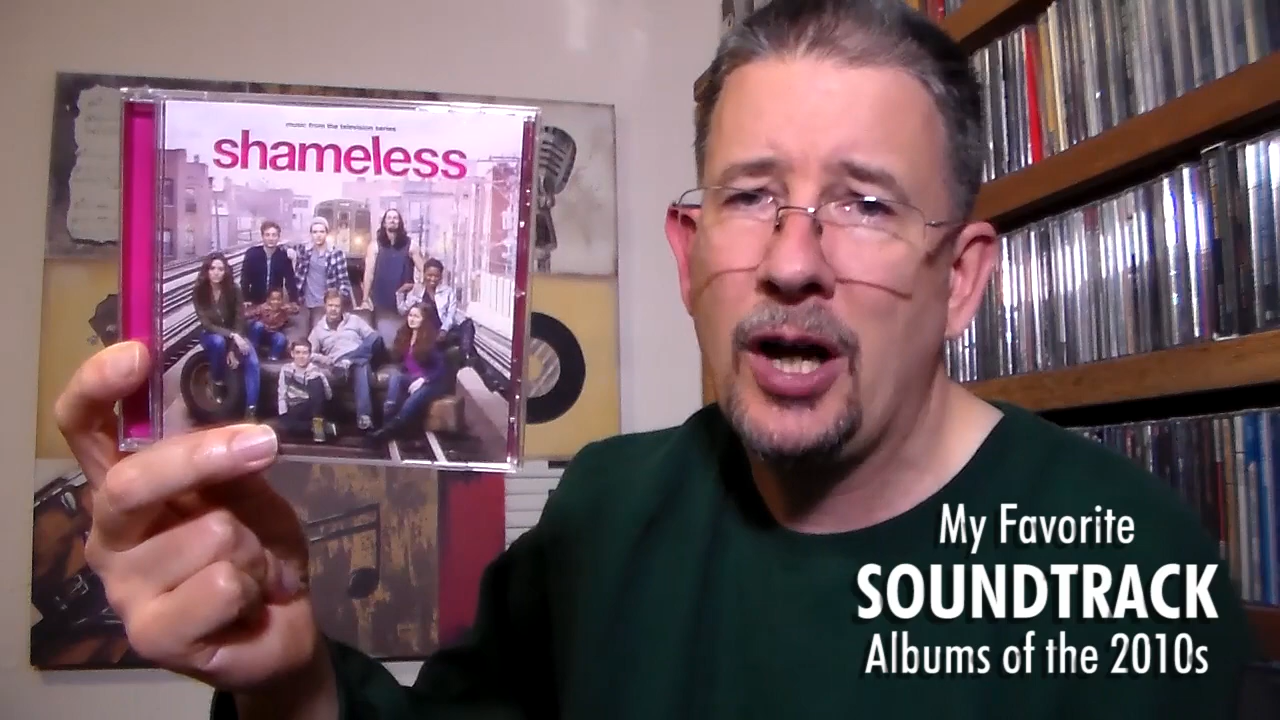 music from the television series
shameless
My Favorite
SOUNDTRACK
Albums of the 2010s